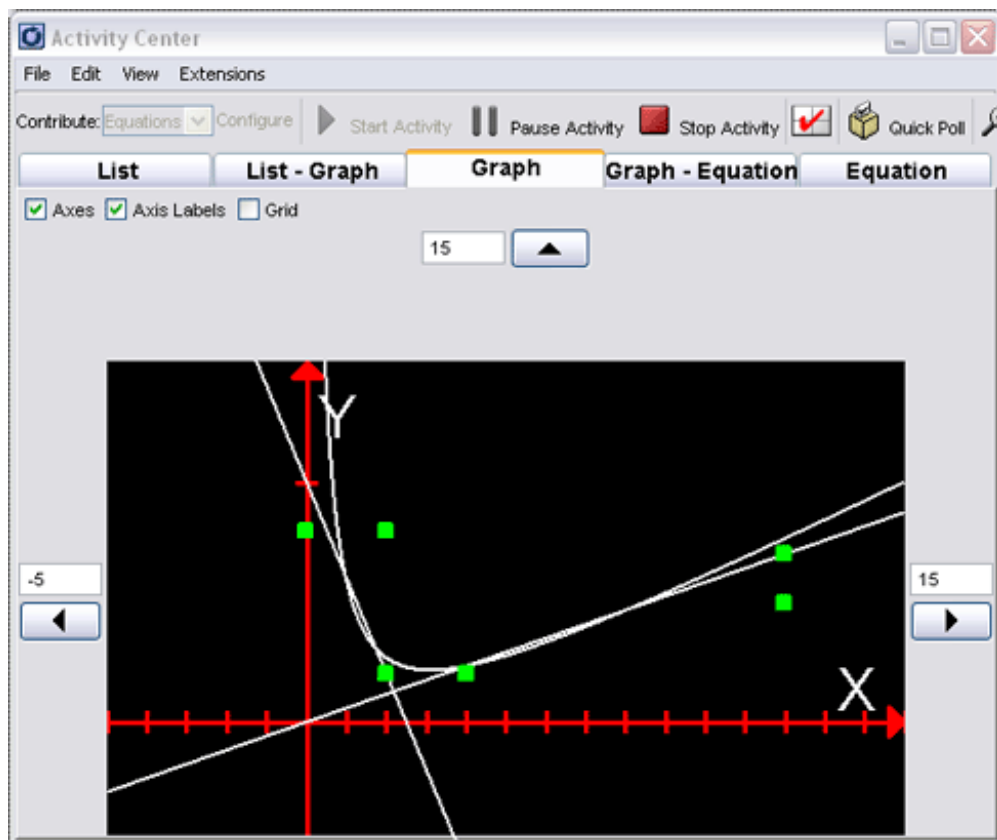 Activity Center
File Edit View Extensions
Contribute: Equations Configure Start Activity Pause Activity Stop Activity Quick Poll
List List - Graph Graph Graph - Equation Equation
Axes Axis Labels Grid
15
Y
-5 15
X